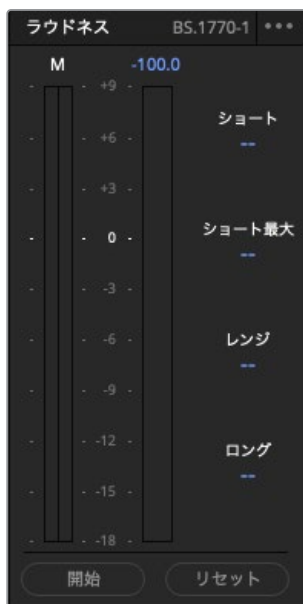 ラウドネス BS.1770-1 •••
M -100.0
- - +9 -
- - +6 -
ショート
--
- - +3 -
- - 0 -
ショート最大
--
- - -3 -
- - -6 -
レンジ
--
- - -9 -
- - -12 -
ロング
--
- - -15 -
- - -18 -
開始 リセット